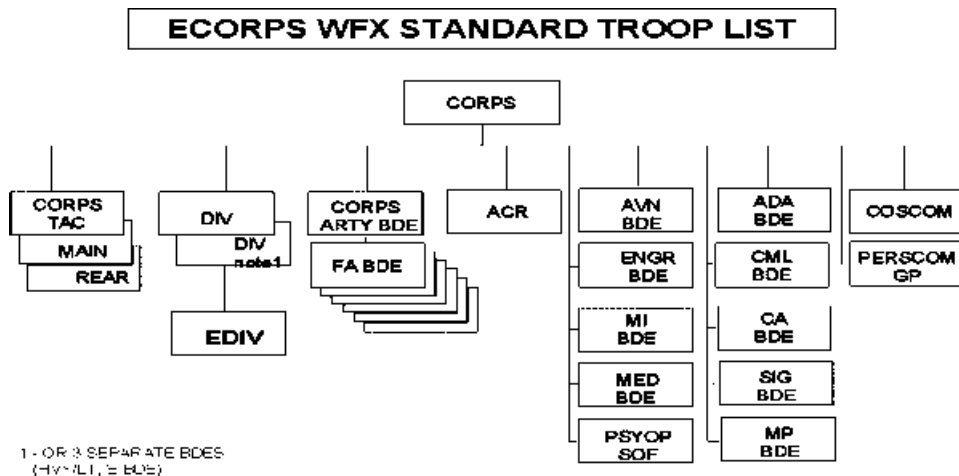 ECORPS WFX STANDARD TROOP LIST
CORPS
CORPS
TAC
MAIN
REAR
DIV
DIV
note1
EDIV
CORPS
ARTY BDE
FA BDE
ACR
AVN
BDE
ENGR
BDE
MI
BDE
MED
BDE
PSYOP
SOF
ADA
BDE
CML
BDE
CA
BDE
SIG
BDE
MP
BDE
COSCOM
PERSCOM
GP
1 - OR 3 SEPARATE BDES
BDE)